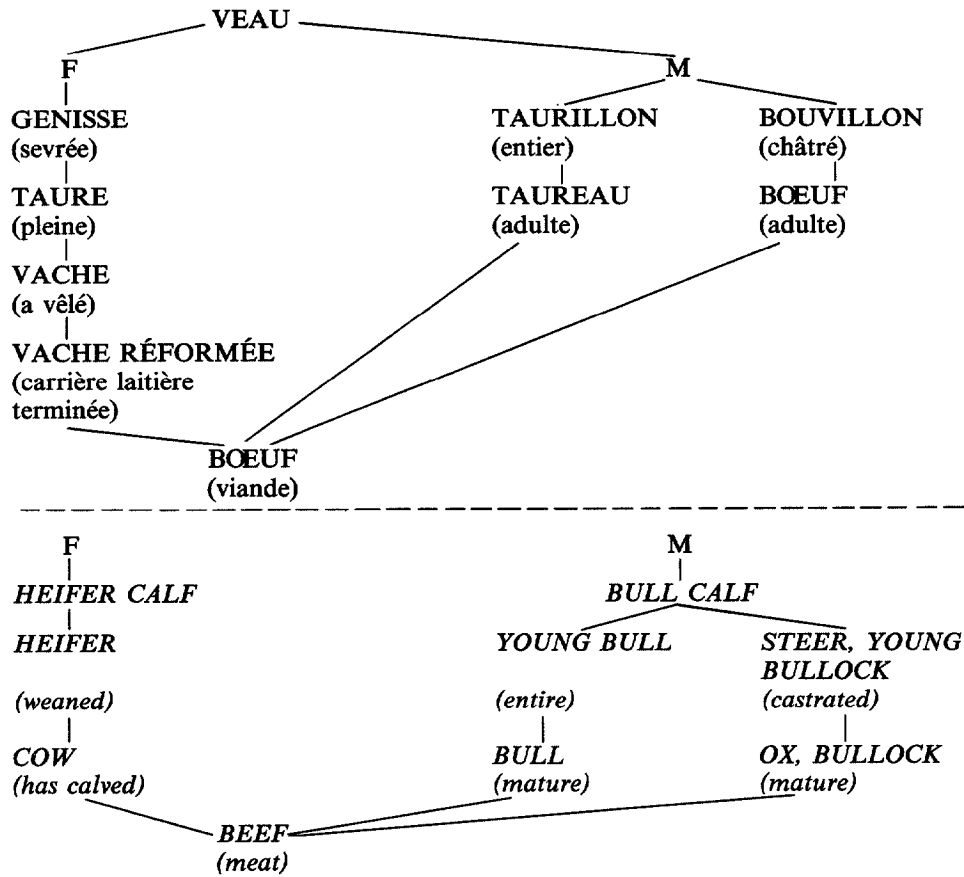 VEAU
F
M
GENISSE
(sevrée)
TAURILLON
(entier)
BOUVILLON
(châtré)
TAURE
(pleine)
TAUREAU
(adulte)
BŒUF
(adulte)
VACHE
(a vêlé)
VACHE RÉFORMÉE
(carrière laitière
terminée)
BŒUF
(viande)
F
M
HEIFER CALF
BULL CALF
HEIFER
(weaned)
YOUNG BULL
(entire)
STEER, YOUNG
BULLOCK
(castrated)
COW
(has calved)
BULL
(mature)
OX, BULLOCK
(mature)
BEEF
(meat)